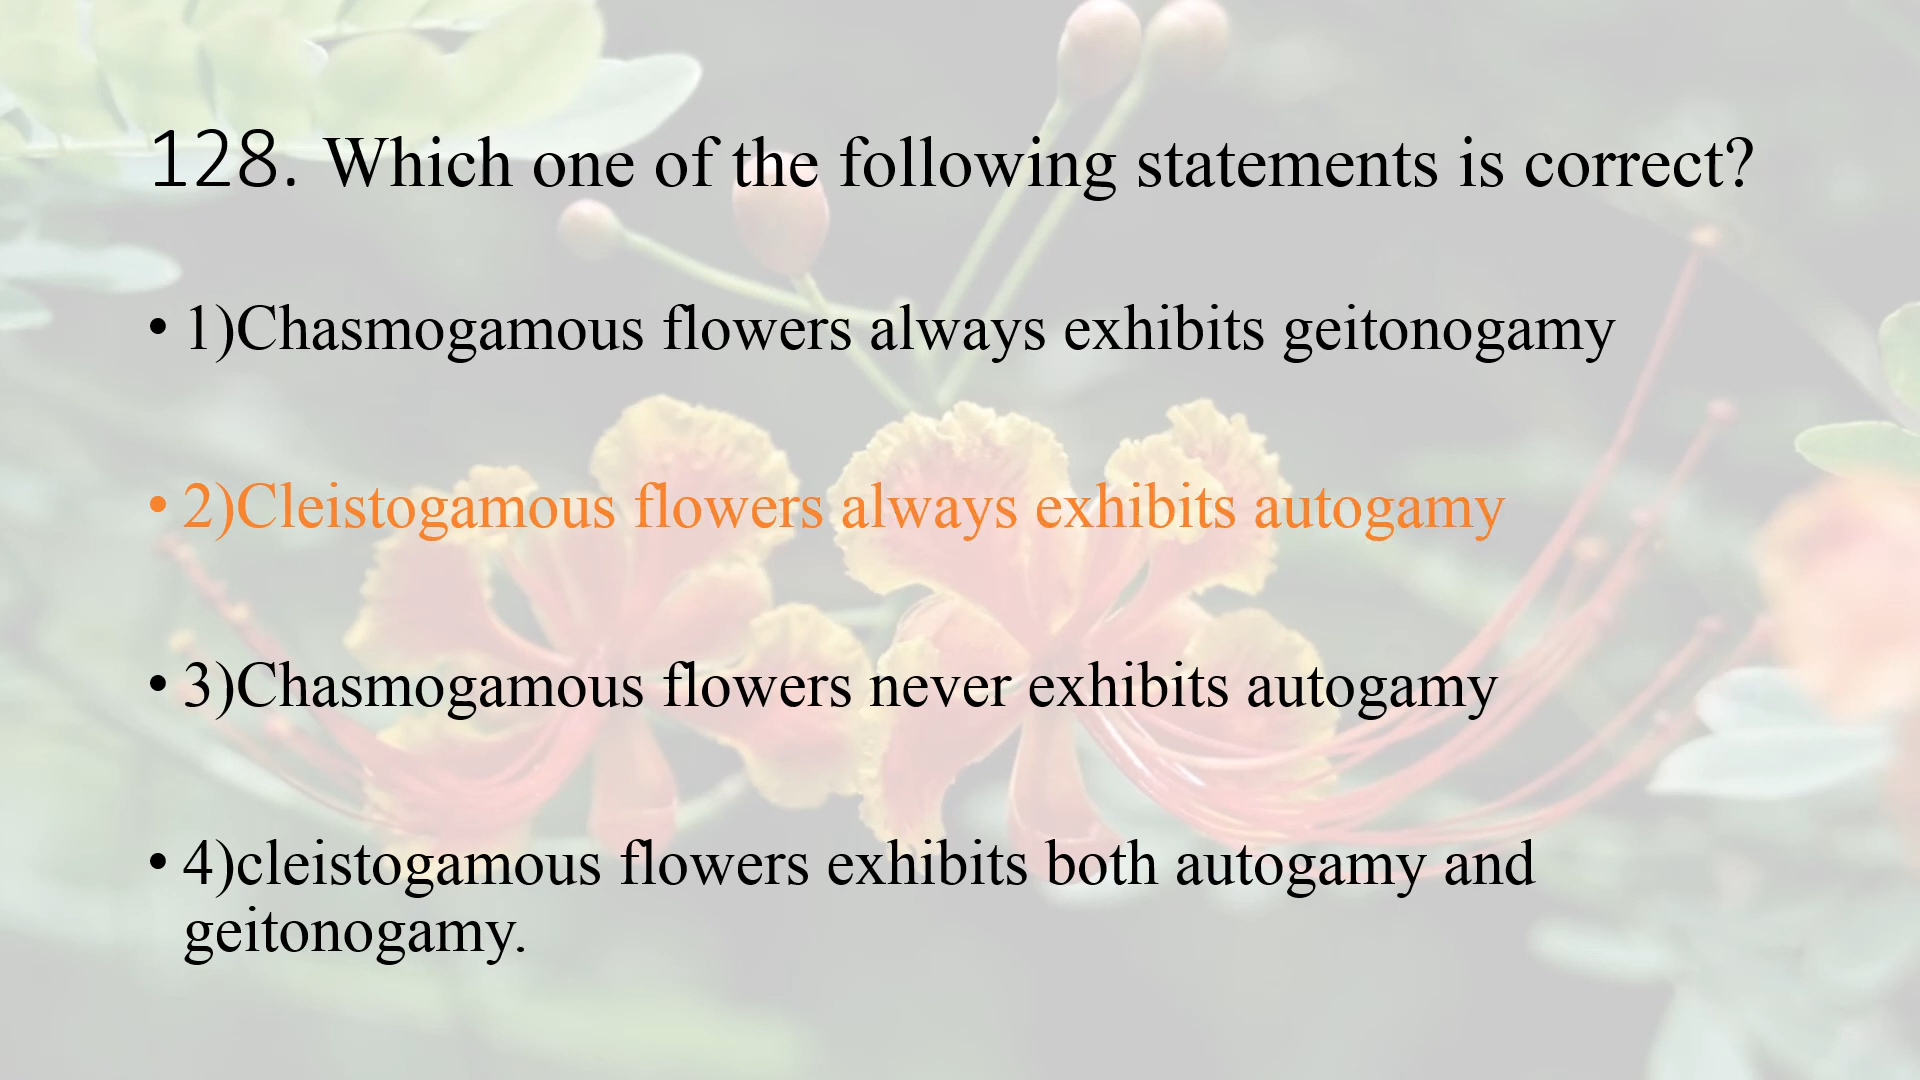 128. Which one of the following statements is correct?
• 1)Chasmogamous flowers always exhibits geitonogamy
• 2)Cleistogamous flowers always exhibits autogamy
• 3)Chasmogamous flowers never exhibits autogamy
• 4)cleistogamous flowers exhibits both autogamy and
geitonogamy.